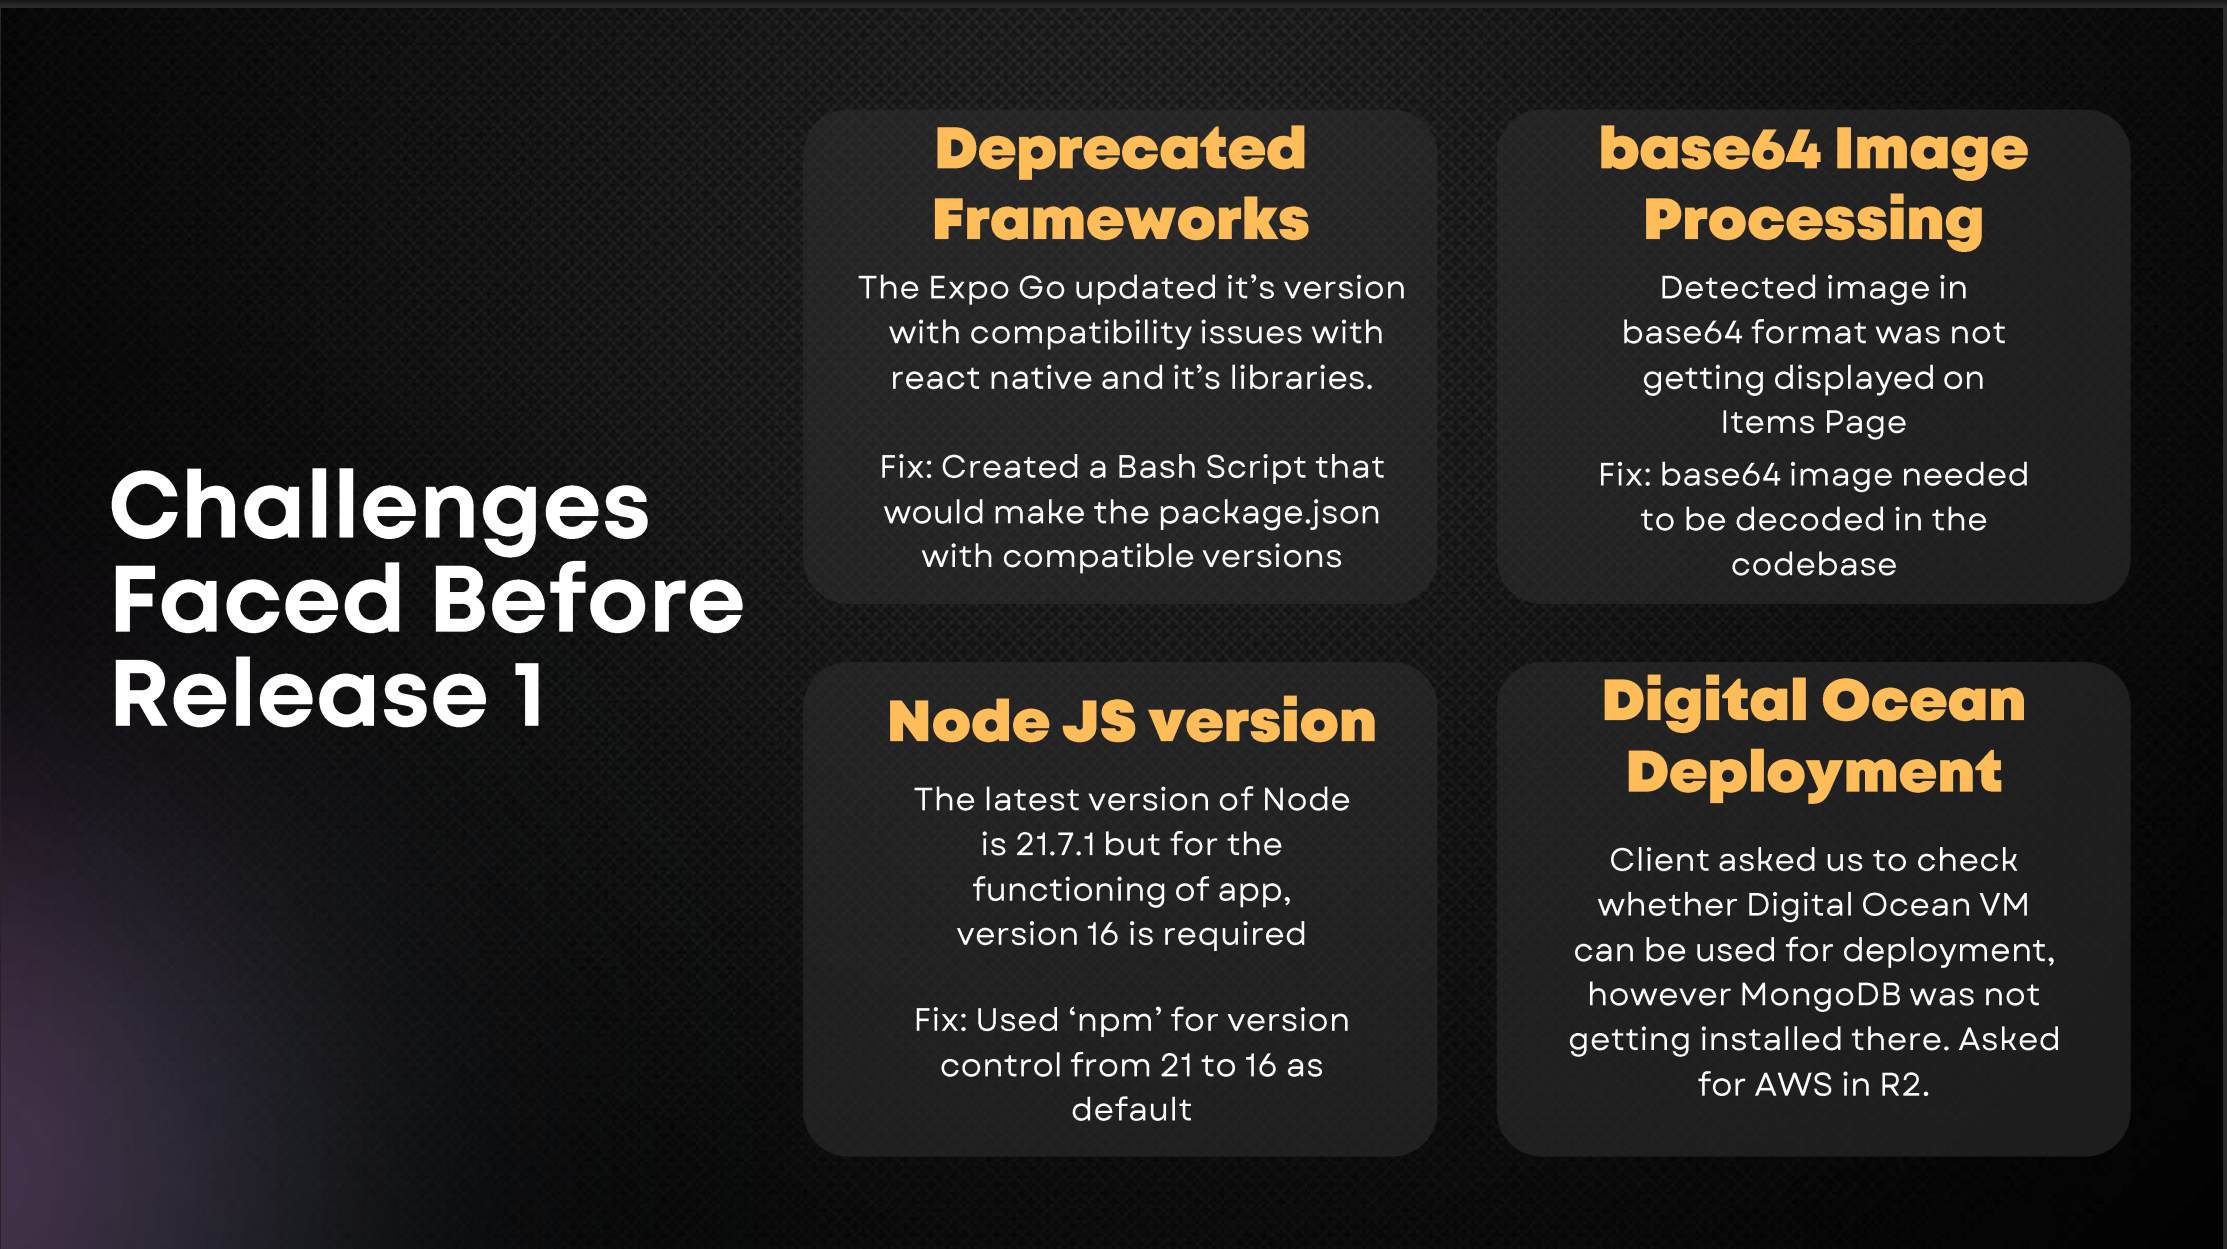 Challenges
Faced Before
Release 1
Deprecated
Frameworks
The Expo Go updated it’s version
with compatibility issues with
react native and it’s libraries.
Fix: Created a Bash Script that
would make the package.json
with compatible versions
base64 Image
Processing
Detected image in
base64 format was not
getting displayed on
Items Page
Fix: base64 image needed
to be decoded in the
codebase
Node JS version
The latest version of Node
is 21.7.1 but for the
functioning of app,
version 16 is required
Fix: Used ‘npm’ for version
control from 21 to 16 as
default
Digital Ocean
Deployment
Client asked us to check
whether Digital Ocean VM
can be used for deployment,
however MongoDB was not
getting installed there. Asked
for AWS in R2.